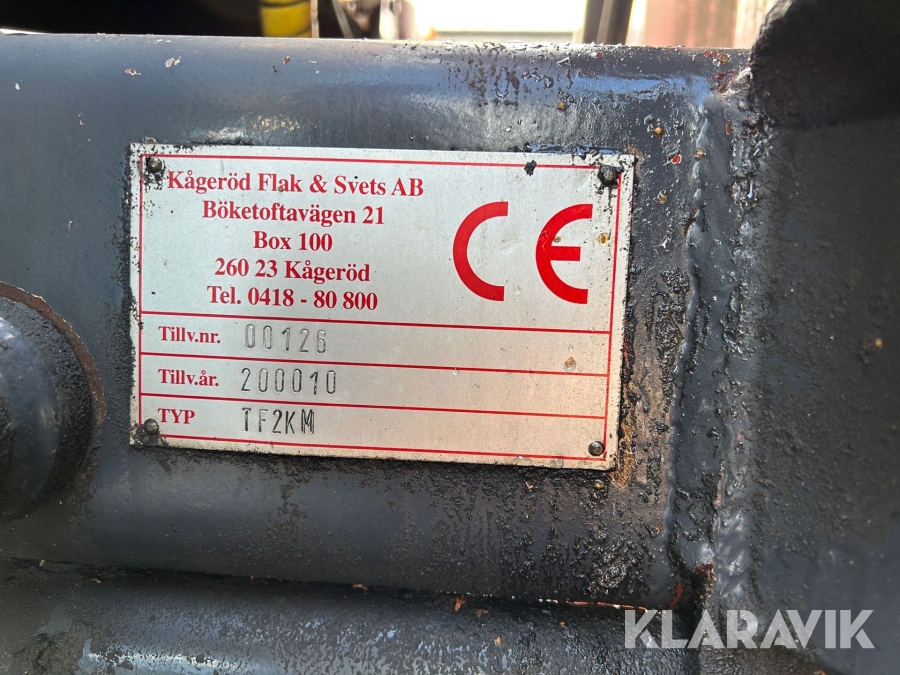 Kågeröd Flak & Svets AB
Böketoftavägen 21
Box 100
260 23 Kågeröd
Tel. 0418 - 80 800
CE
Tillv.nr. 00126
Tillv.år. 200010
TYP TF2KM
KLARAVIK